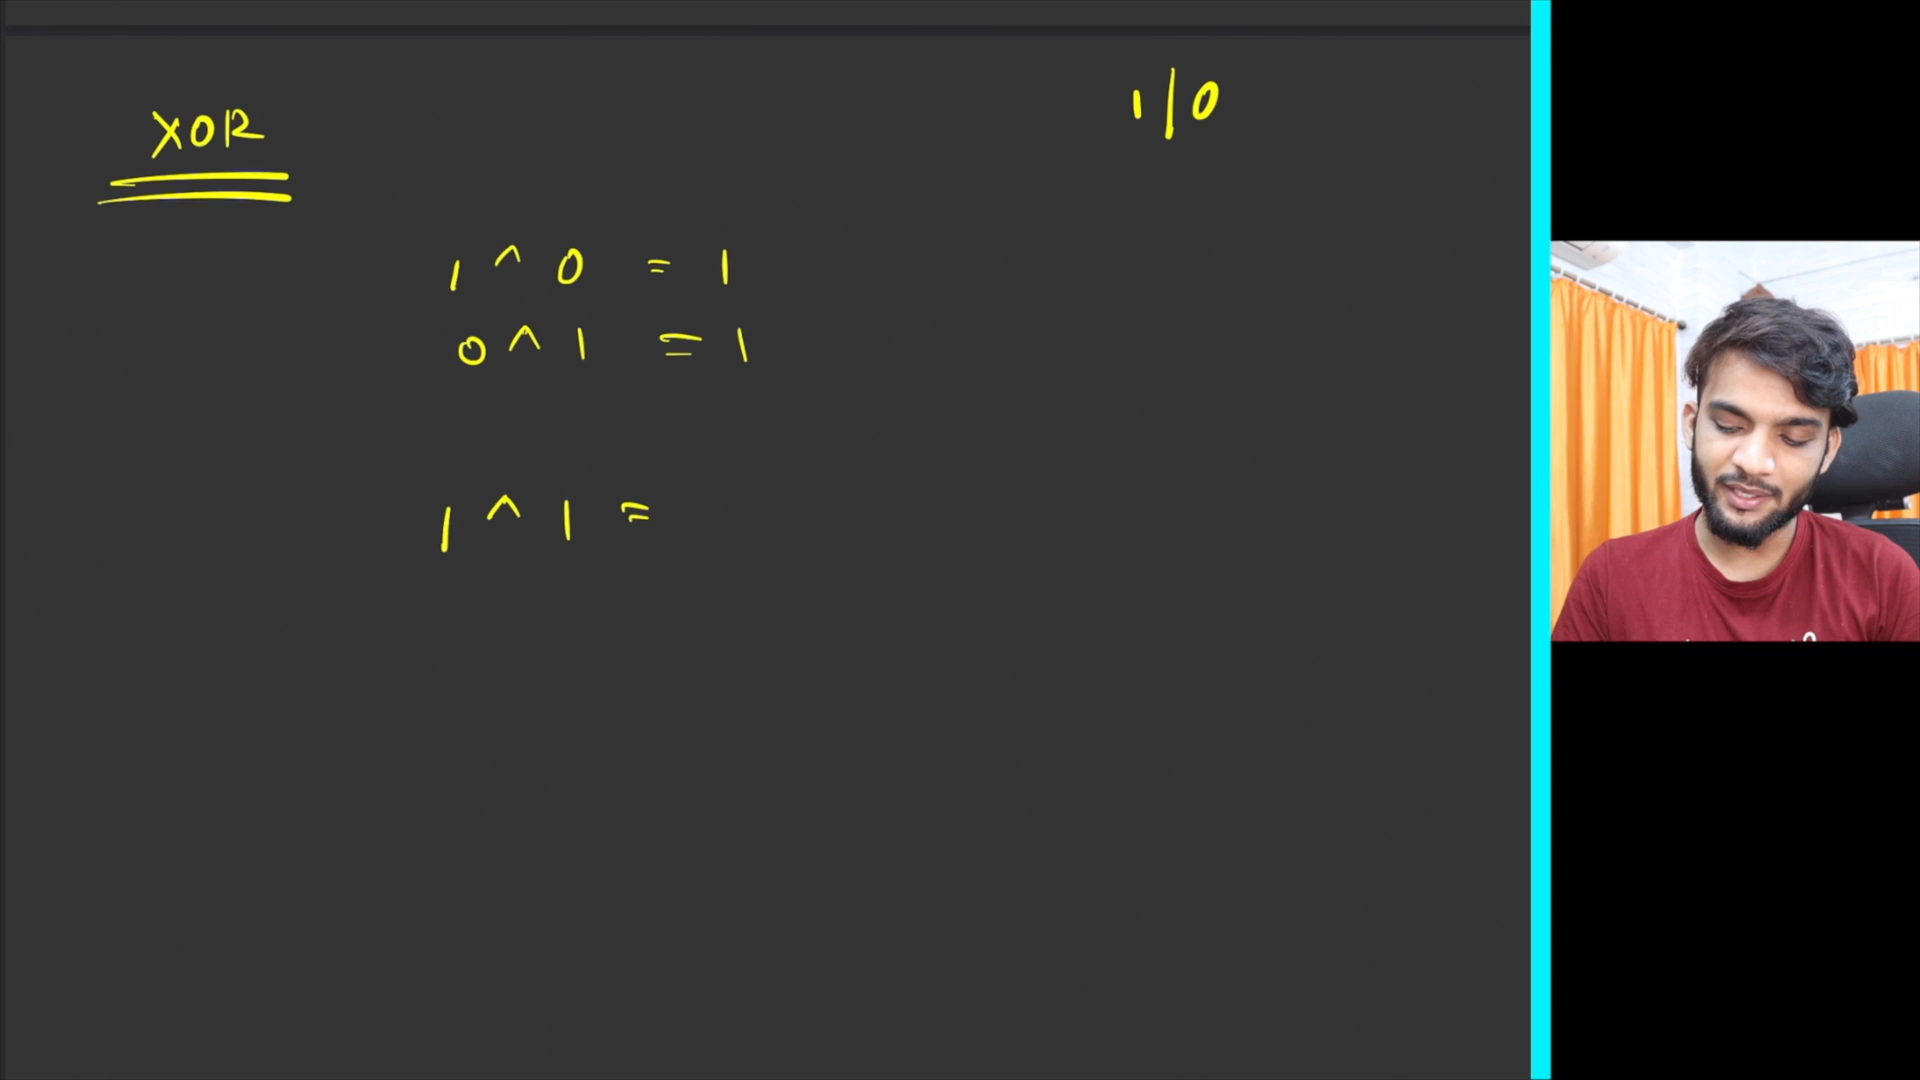 XOR
1|0
1 ^ 0 = 1
0 ^ 1 = 1
1 ^ 1 =